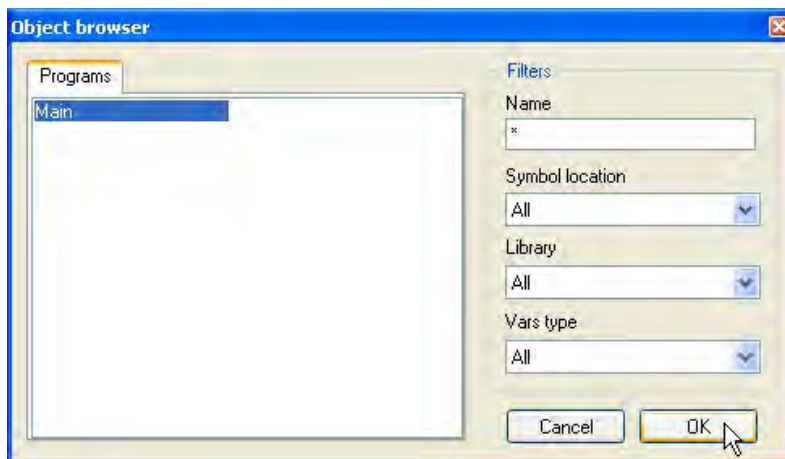 Object browser
Programs
Main
Filters
Name
*
Symbol location
All
Library
All
Vars type
All
Cancel
OK